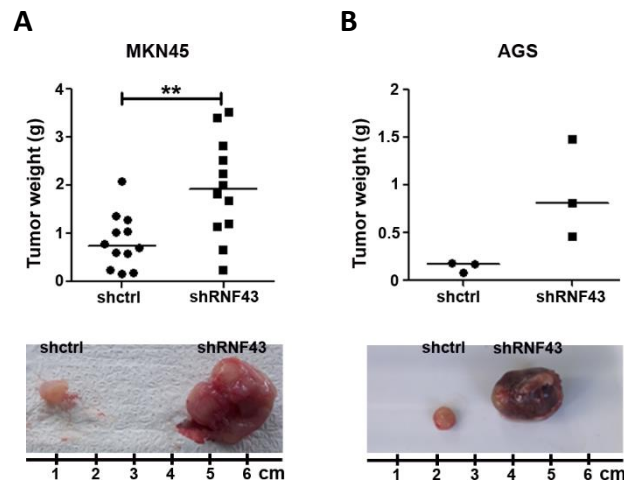 A
MKN45
Tumor weight (g)
4
3
2
1
0
**
shctrl
shRNF43
shctrl
shRNF43
1 2 3 4 5 6 cm
B
AGS
Tumor weight (g)
2
1.5
1
0.5
0
shctrl
shRNF43
shctrl
shRNF43
1 2 3 4 5 6 cm